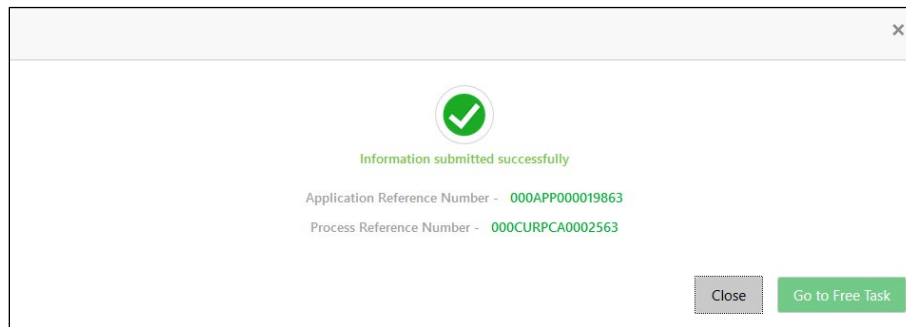 ×
Information submitted successfully
Application Reference Number - 000APP000019863
Process Reference Number - 000CURPCA0002563
Close Go to Free Task